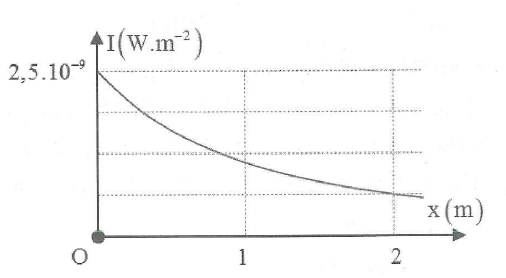 I(W.m⁻²)
2,5.10⁻⁹
x(m)
O 1 2